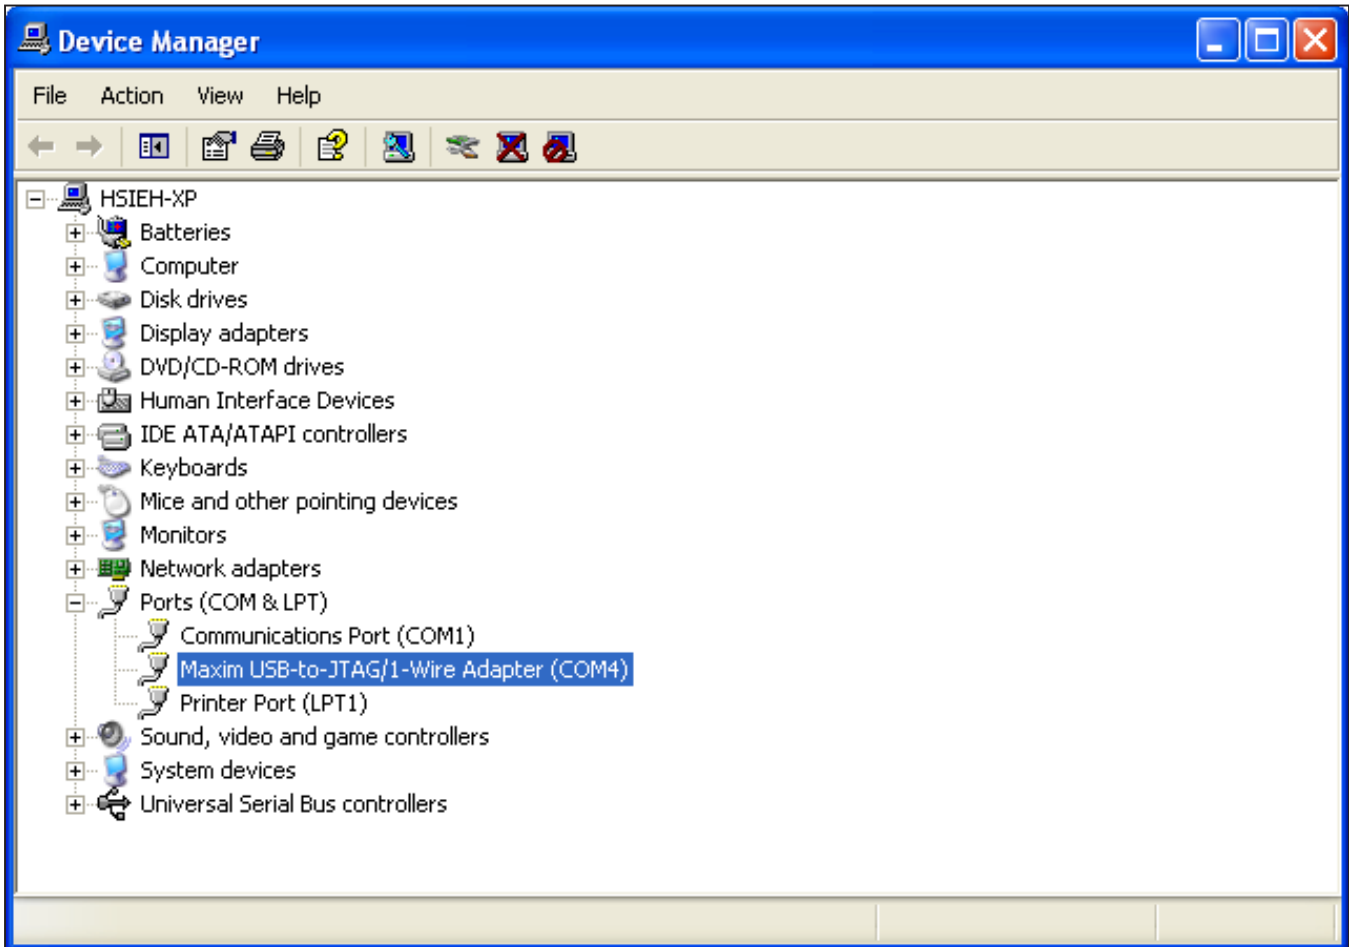 Device Manager
File Action View Help
HSIEH-XP
Batteries
Computer
Disk drives
Display adapters
DVD/CD-ROM drives
Human Interface Devices
IDE ATA/ATAPI controllers
Keyboards
Mice and other pointing devices
Monitors
Network adapters
Ports (COM & LPT)
Communications Port (COM1)
Maxim USB-to-JTAG/1-Wire Adapter (COM4)
Printer Port (LPT1)
Sound, video and game controllers
System devices
Universal Serial Bus controllers